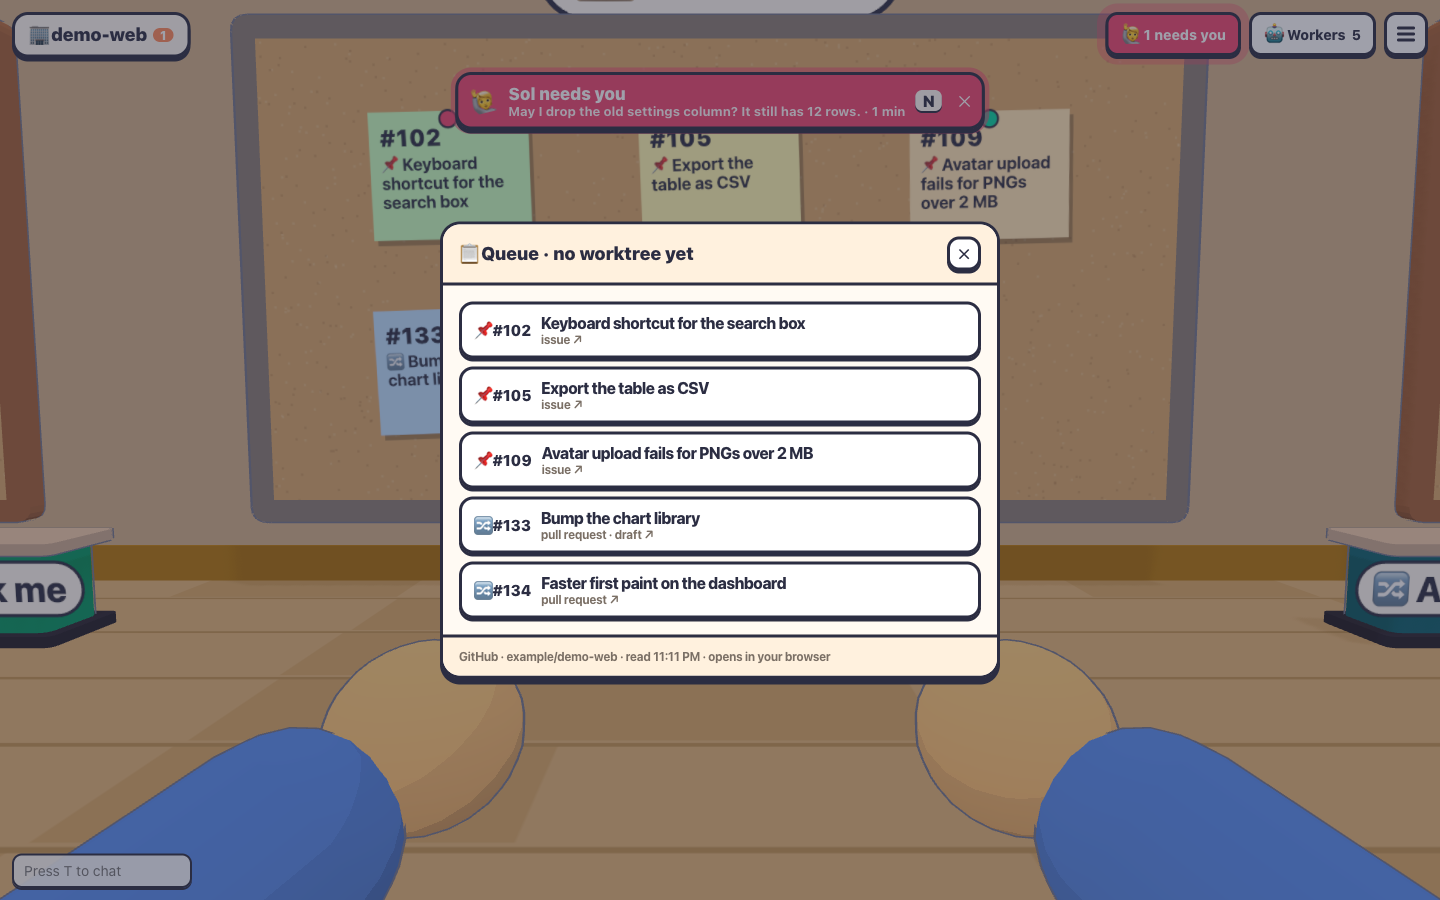 demo-web 1
1 needs you
Workers 5
Sol needs you
May I drop the old settings column? It still has 12 rows. · 1 min
N
#102
Keyboard
shortcut for the
search box
#105
Export the
table as CSV
#109
Avatar upload
fails for PNGs
over 2 MB
#133
Bum
chart li
Queue · no worktree yet
#102 Keyboard shortcut for the search box
issue ↗
#105 Export the table as CSV
issue ↗
#109 Avatar upload fails for PNGs over 2 MB
issue ↗
#133 Bump the chart library
pull request · draft ↗
#134 Faster first paint on the dashboard
pull request ↗
GitHub · example/demo-web · read 11:11 PM · opens in your browser
k me
A
Press T to chat